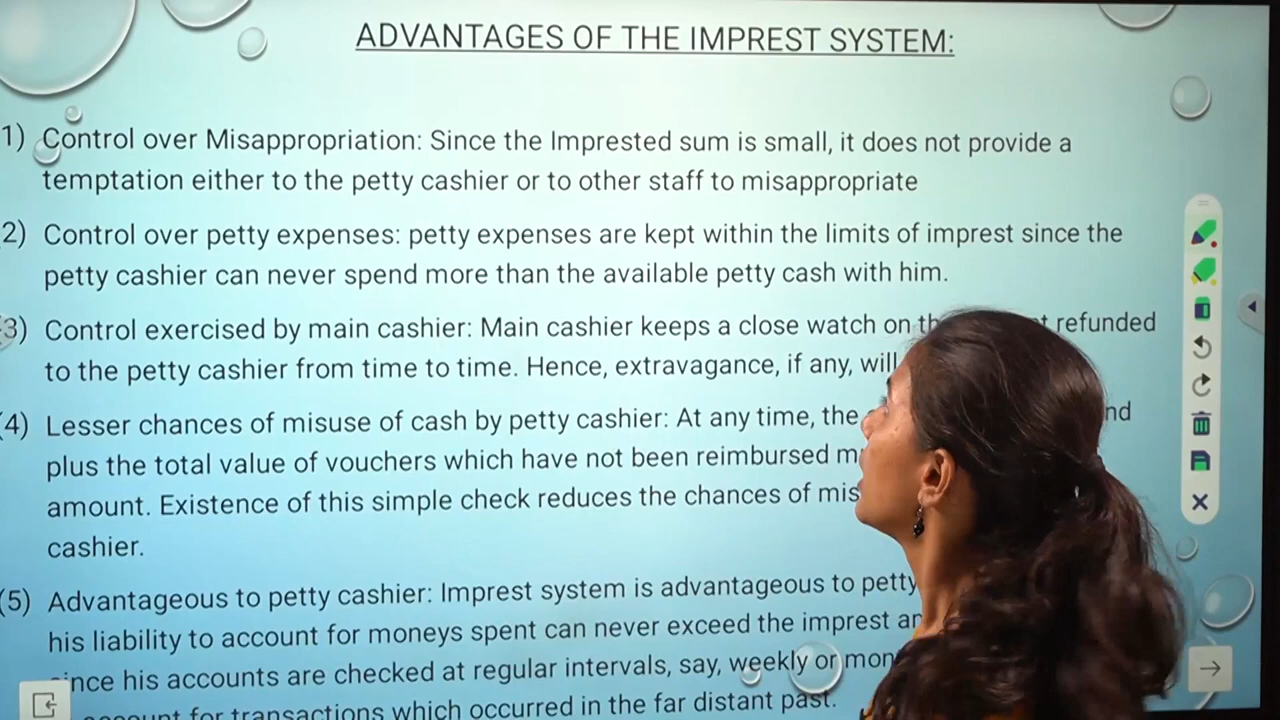 ADVANTAGES OF THE IMPREST SYSTEM:
1) Control over Misappropriation: Since the Imprested sum is small, it does not provide a
temptation either to the petty cashier or to other staff to misappropriate
2) Control over petty expenses: petty expenses are kept within the limits of imprest since the
petty cashier can never spend more than the available petty cash with him.
3) Control exercised by main cashier: Main cashier keeps a close watch on refunded
to the petty cashier from time to time. Hence, extravagance, if any, will
4) Lesser chances of misuse of cash by petty cashier: At any time, the
plus the total value of vouchers which have not been reimbursed
amount. Existence of this simple check reduces the chances of
cashier.
(5) Advantageous to petty cashier: Imprest system is advantageous to petty
his liability to account for moneys spent can never exceed the imprest
his accounts are checked at regular intervals, say, weekly or
for transactions which occurred in the far distant past.